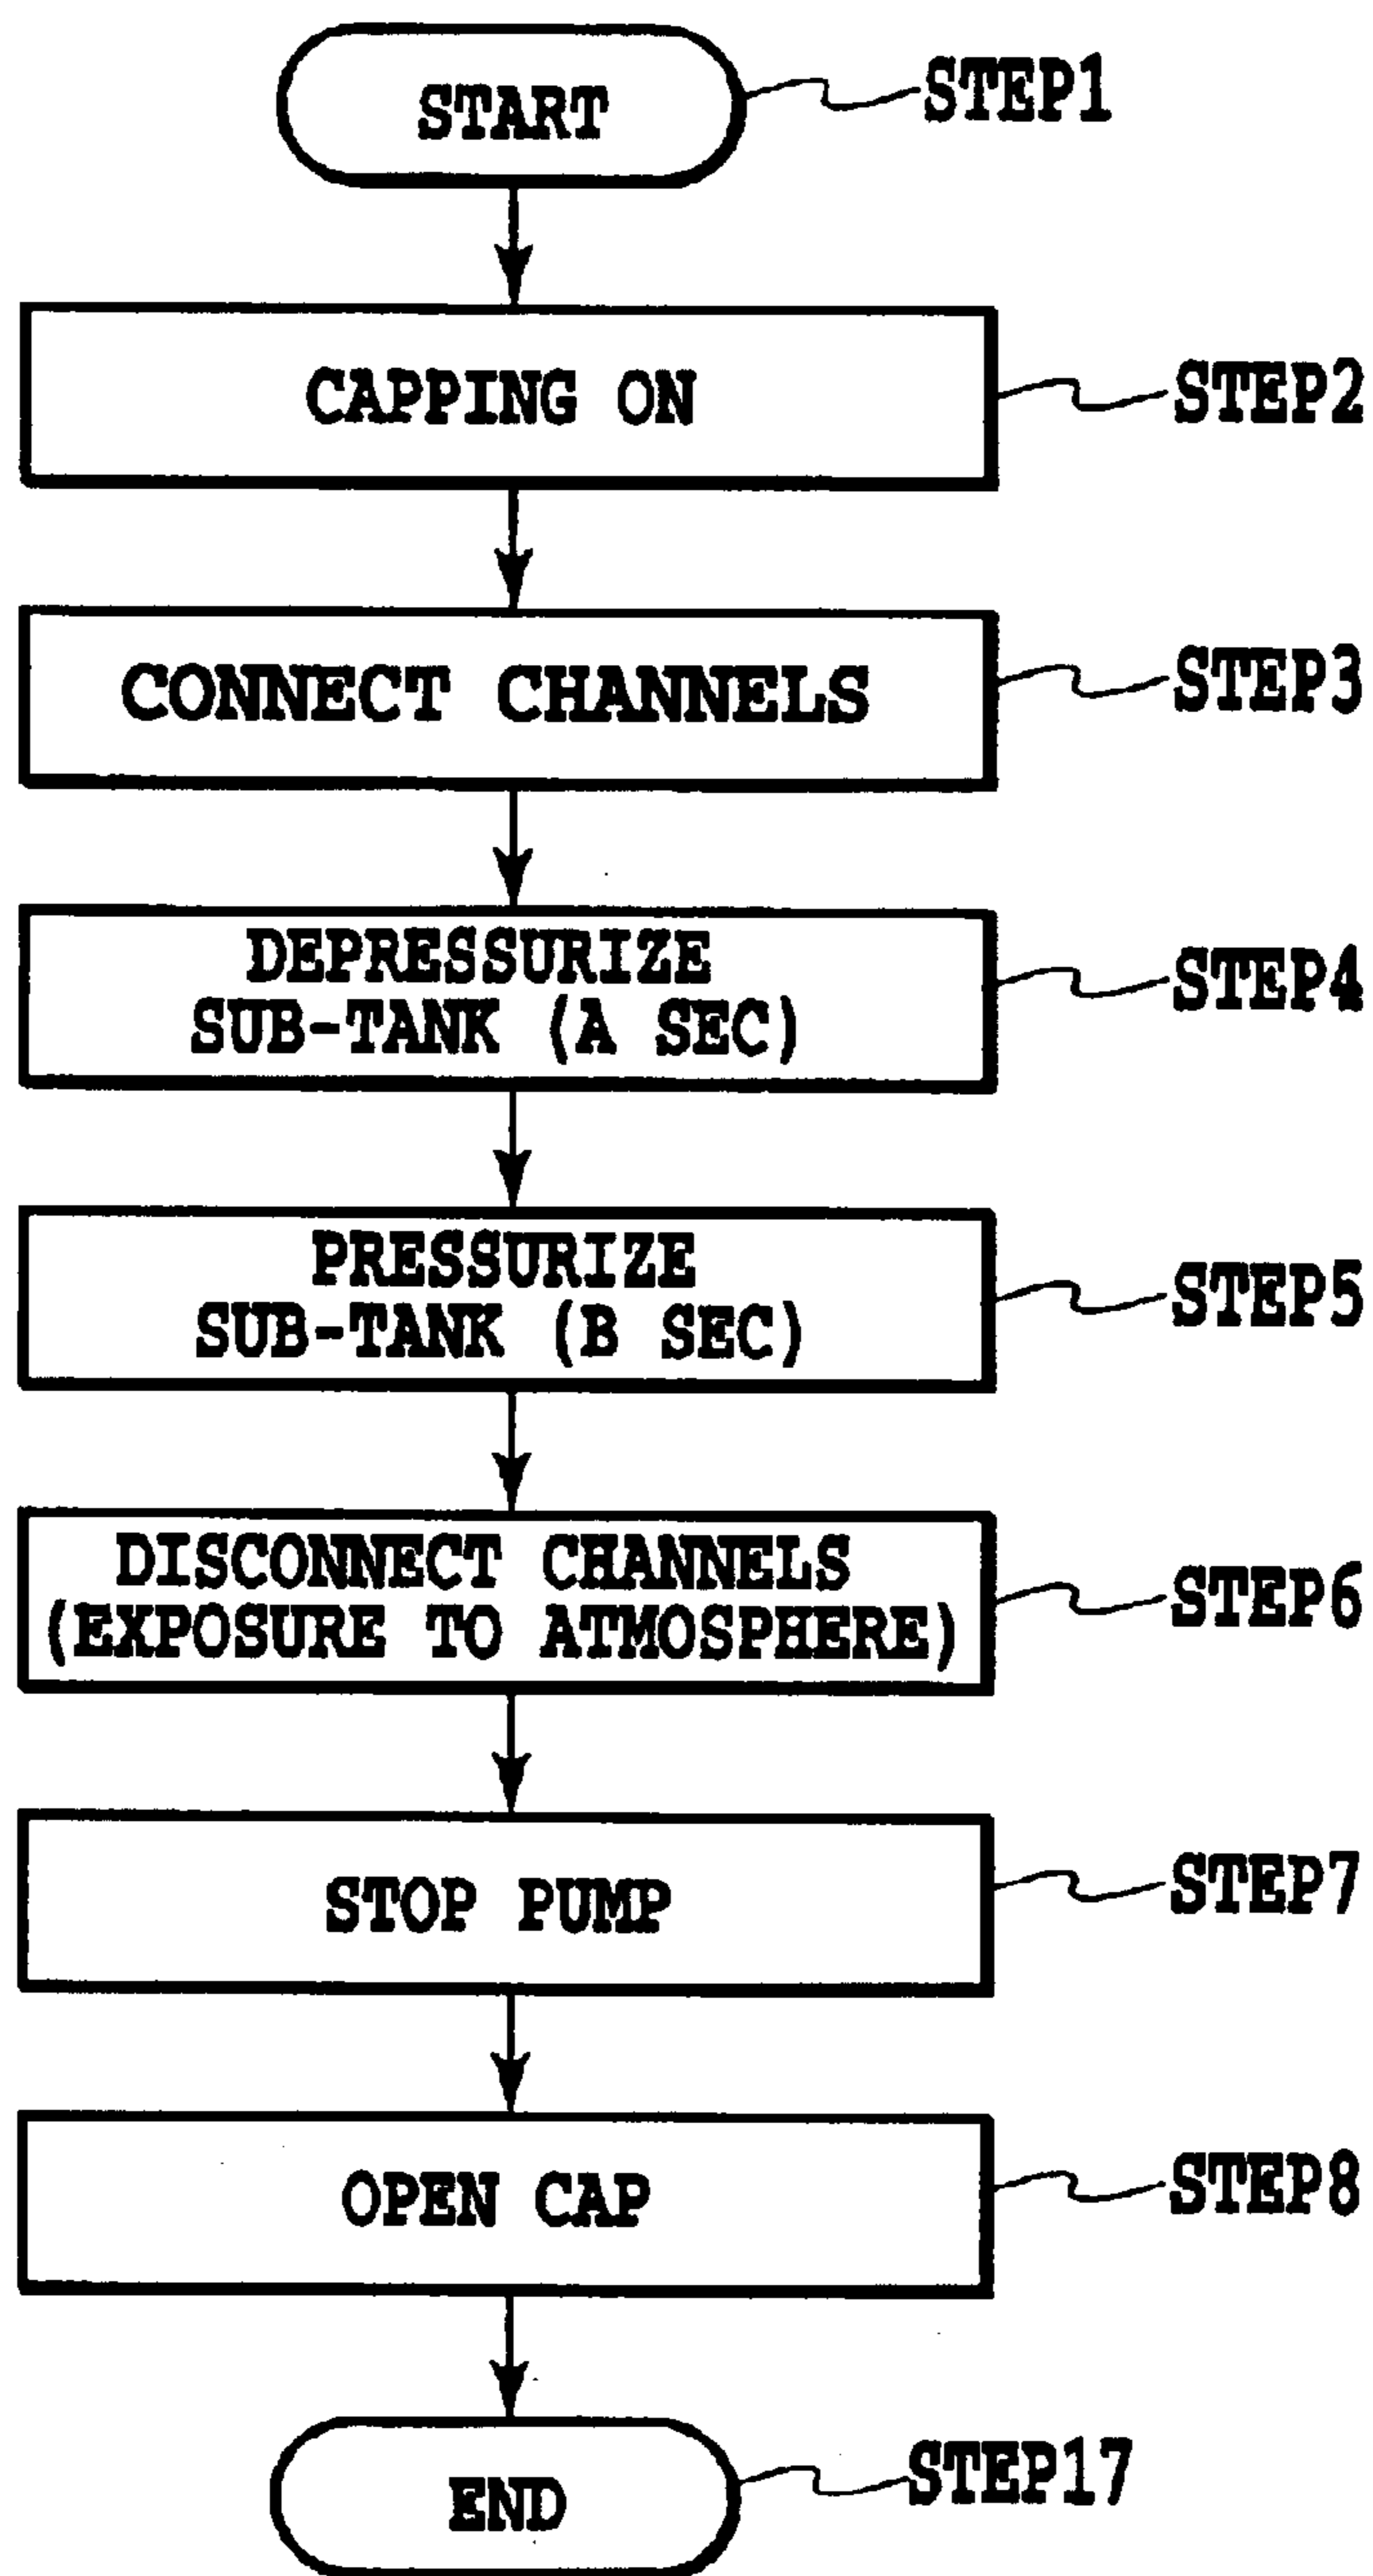 START
STEP1
CAPPING ON
STEP2
CONNECT CHANNELS
STEP3
DEPRESSURIZE
SUB-TANK (A SEC)
STEP4
PRESSURIZE
SUB-TANK (B SEC)
STEP5
DISCONNECT CHANNELS
(EXPOSURE TO ATMOSPHERE)
STEP6
STOP PUMP
STEP7
OPEN CAP
STEP8
END
STEP17